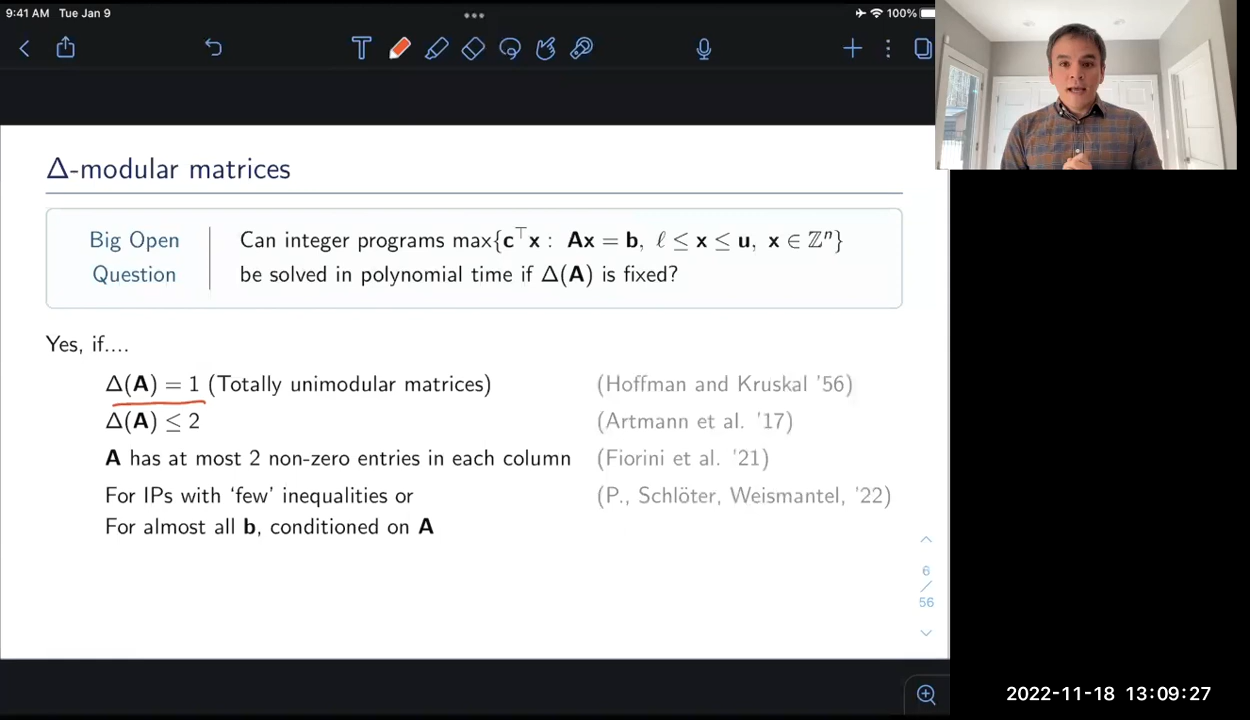 9:41 AM Tue Jan 9
100%
Δ-modular matrices
Big Open Question
Can integer programs max{c⊤x : Ax = b, ℓ ≤ x ≤ u, x ∈ ℤⁿ}
be solved in polynomial time if Δ(A) is fixed?
Yes, if....
Δ(A) = 1 (Totally unimodular matrices) (Hoffman and Kruskal '56)
Δ(A) ≤ 2 (Artmann et al. '17)
A has at most 2 non-zero entries in each column (Fiorini et al. '21)
For IPs with ‘few’ inequalities or (P., Schlöter, Weismantel, '22)
For almost all b, conditioned on A
6
/
56
2022-11-18 13:09:27